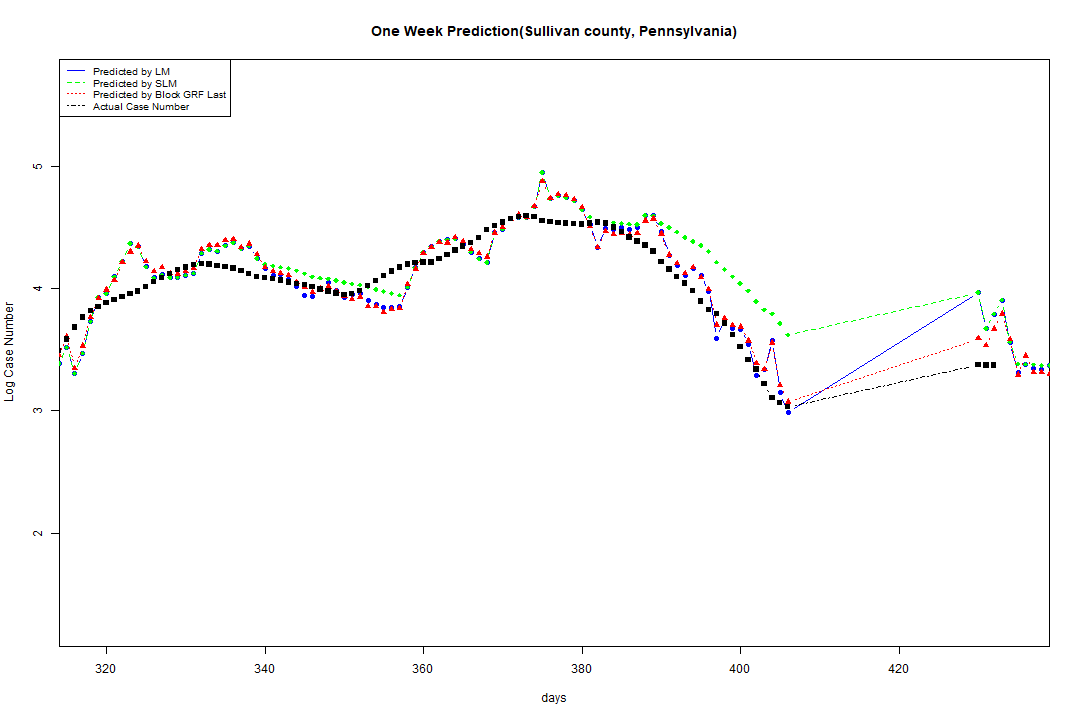 One Week Prediction(Sullivan county, Pennsylvania)
Predicted by LM
Predicted by SLM
Predicted by Block GRF Last
Actual Case Number
Log Case Number
5
4
3
2
320 340 360 380 400 420
days